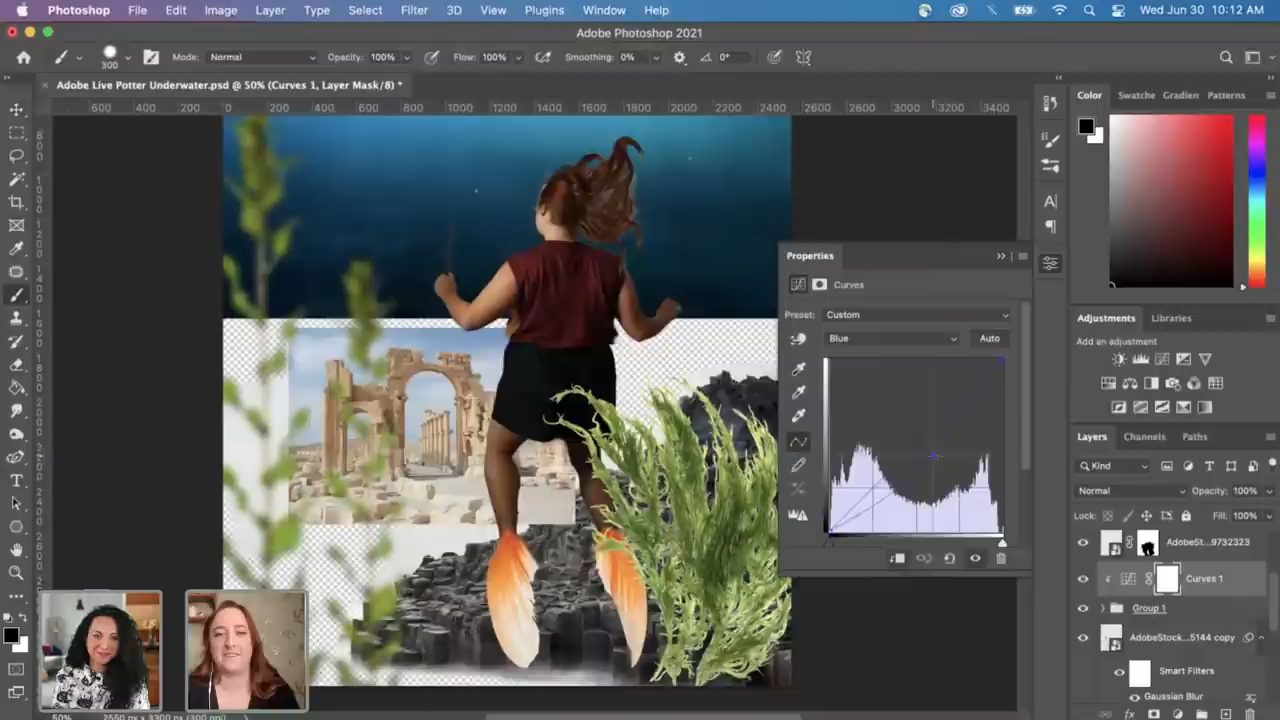 Photoshop File Edit Image Layer Type Select Filter 3D View Plugins Window Help Wed Jun 30 10:12 AM
Adobe Photoshop 2021
300 Mode: Normal Opacity: 100% Flow: 100% Smoothing: 0% 0°
Adobe Live Potter Underwater.psd @ 50% (Curves 1, Layer Mask/8) *
600 400 200 0 200 400 600 800 1000 1200 1400 1600 1800 2000 2200 2400 2600 2800 3000 3200 3400
Color Swatche Gradien Patterns
Properties
Curves
Preset: Custom
Blue Auto
Adjustments Libraries
Add an adjustment
Layers Channels Paths
Kind
Normal Opacity: 100%
Lock: Fill: 100%
AdobeSt...9732323
Curves 1
Group 1
AdobeStock...5144 copy
Smart Filters
Gaussian Blur
50% 2550 px x 3300 px (300 ppi)